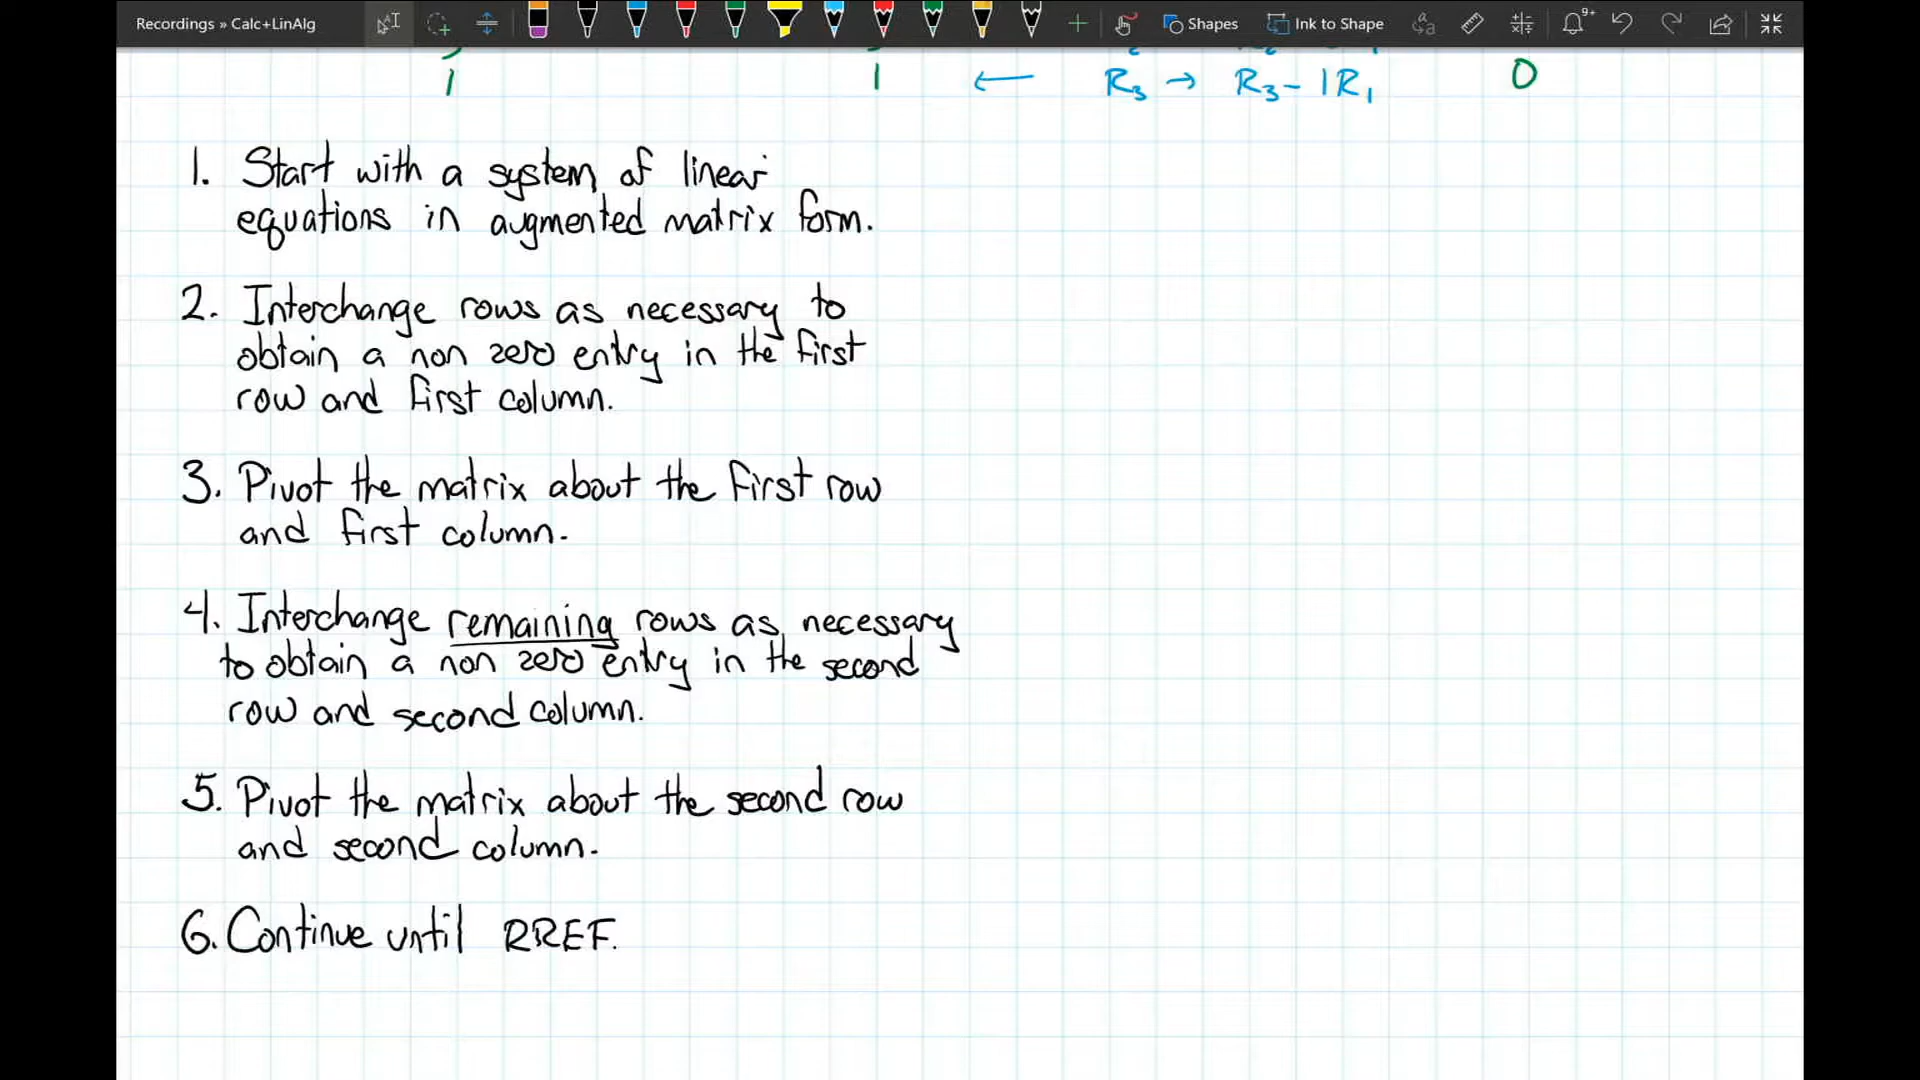 Recordings » Calc+LinAlg
Shapes
Ink to Shape
9+
1 1 ← R₃ → R₃ - 1R₁ 0
1. Start with a system of linear
equations in augmented matrix form.
2. Interchange rows as necessary to
obtain a non zero entry in the first
row and first column.
3. Pivot the matrix about the first row
and first column.
4. Interchange remaining rows as necessary
to obtain a non zero entry in the second
row and second column.
5. Pivot the matrix about the second row
and second column.
6. Continue until RREF.